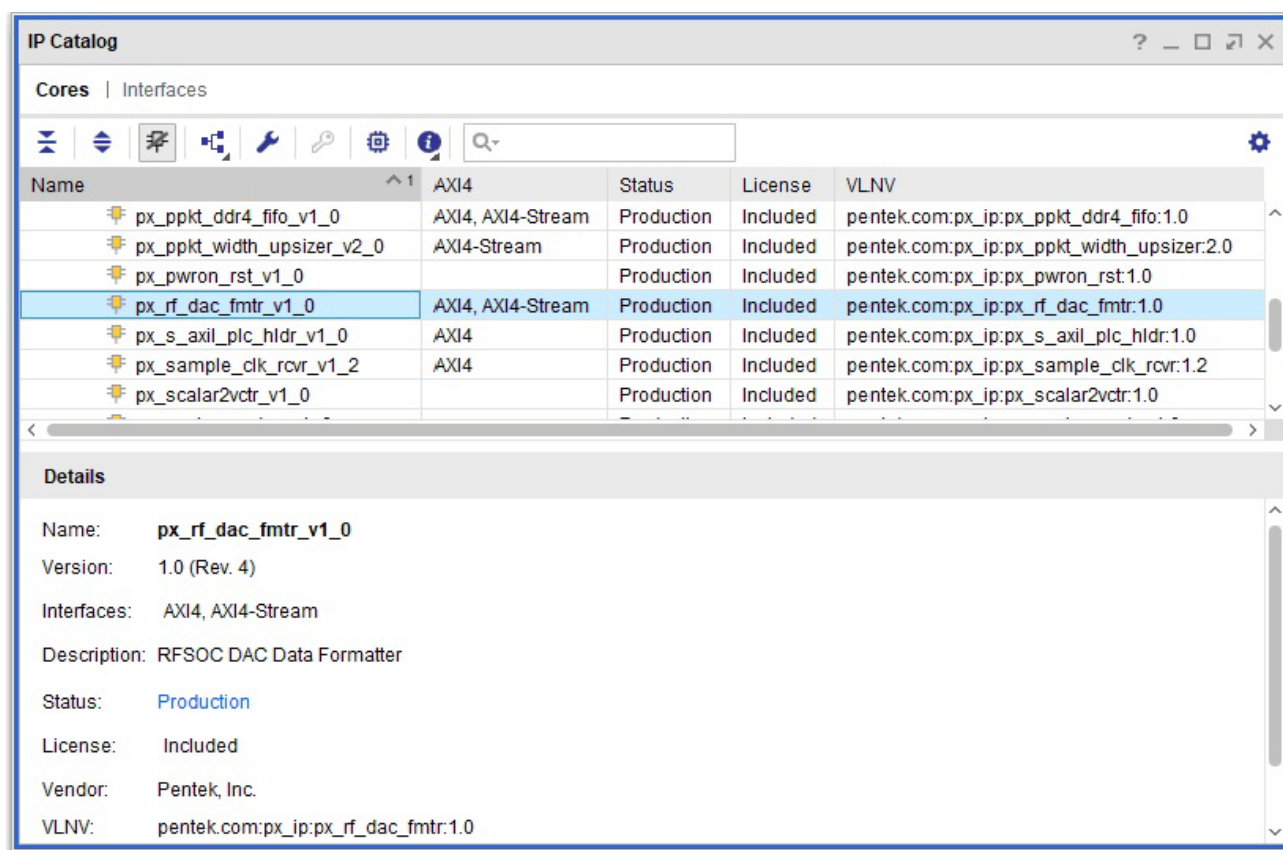 IP Catalog
Cores | Interfaces
Name 1 AXI4 Status License VLNV
px_ppkt_ddr4_fifo_v1_0 AXI4, AXI4-Stream Production Included pentek.com:px_ip:px_ppkt_ddr4_fifo:1.0
px_ppkt_width_upsizer_v2_0 AXI4-Stream Production Included pentek.com:px_ip:px_ppkt_width_upsizer:2.0
px_pwron_rst_v1_0 Production Included pentek.com:px_ip:px_pwron_rst:1.0
px_rf_dac_fmtr_v1_0 AXI4, AXI4-Stream Production Included pentek.com:px_ip:px_rf_dac_fmtr:1.0
px_s_axil_plc_hldr_v1_0 AXI4 Production Included pentek.com:px_ip:px_s_axil_plc_hldr:1.0
px_sample_clk_rcvr_v1_2 AXI4 Production Included pentek.com:px_ip:px_sample_clk_rcvr:1.2
px_scalar2vctr_v1_0 Production Included pentek.com:px_ip:px_scalar2vctr:1.0
Details
Name: px_rf_dac_fmtr_v1_0
Version: 1.0 (Rev. 4)
Interfaces: AXI4, AXI4-Stream
Description: RFSOC DAC Data Formatter
Status: Production
License: Included
Vendor: Pentek, Inc.
VLNV: pentek.com:px_ip:px_rf_dac_fmtr:1.0